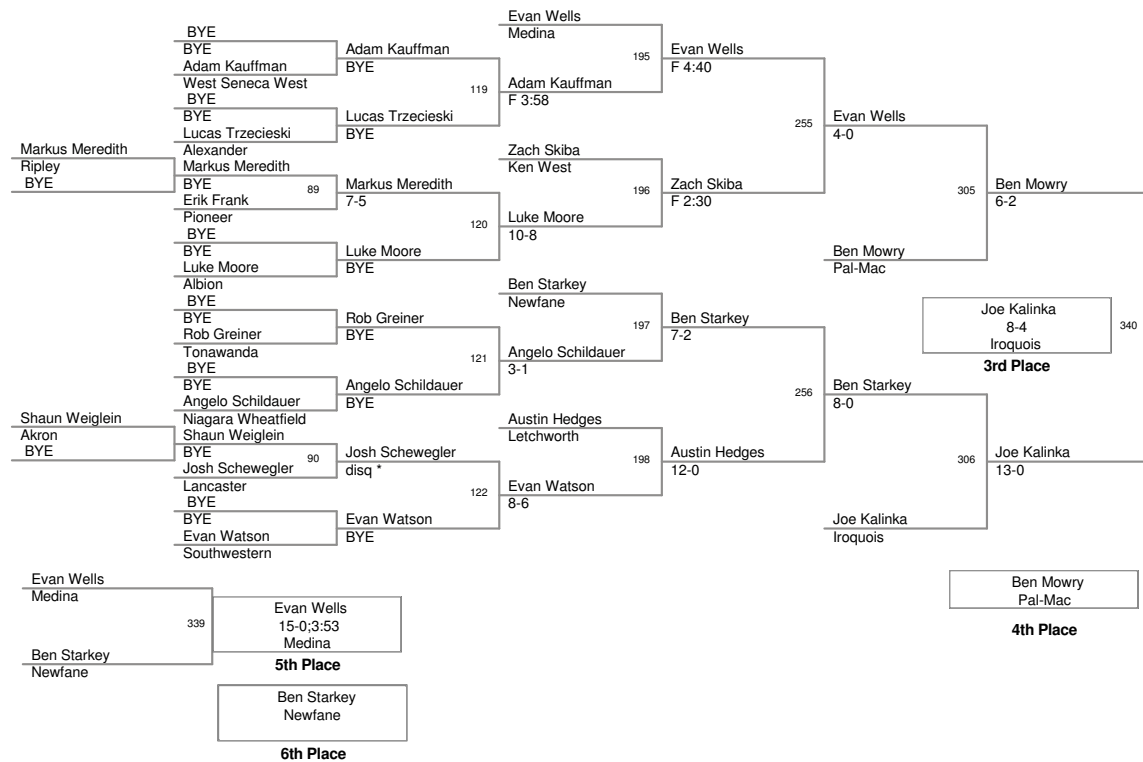 Markus Meredith
Ripley
BYE
Shaun Weiglein
Akron
BYE
BYE
BYE
Adam Kauffman
West Seneca West
BYE
BYE
Lucas Trzecieski
Alexander
Markus Meredith
BYE
89
Erik Frank
Pioneer
BYE
BYE
Luke Moore
Albion
BYE
BYE
Rob Greiner
Tonawanda
BYE
BYE
Angelo Schildauer
Niagara Wheatfield
Shaun Weiglein
BYE
90
Josh Schewegler
Lancaster
BYE
BYE
Evan Watson
Southwestern
Adam Kauffman
BYE
119
Lucas Trzecieski
BYE
Markus Meredith
7-5
120
Luke Moore
BYE
Rob Greiner
BYE
121
Angelo Schildauer
BYE
Josh Schewegler
disq *
122
Evan Watson
BYE
Evan Wells
Medina
195
Adam Kauffman
F 3:58
Zach Skiba
Ken West
196
Luke Moore
10-8
Ben Starkey
Newfane
197
Angelo Schildauer
3-1
Austin Hedges
Letchworth
198
Evan Watson
8-6
Evan Wells
F 4:40
255
Zach Skiba
F 2:30
Ben Starkey
7-2
256
Austin Hedges
12-0
Evan Wells
4-0
305
Ben Mowry
Pal-Mac
Ben Starkey
8-0
306
Joe Kalinka
Iroquois
Ben Mowry
6-2
Joe Kalinka
13-0
Joe Kalinka
8-4
Iroquois
340
3rd Place
Ben Mowry
Pal-Mac
4th Place
Evan Wells
Medina
339
Ben Starkey
Newfane
Evan Wells
15-0;3:53
Medina
5th Place
Ben Starkey
Newfane
6th Place